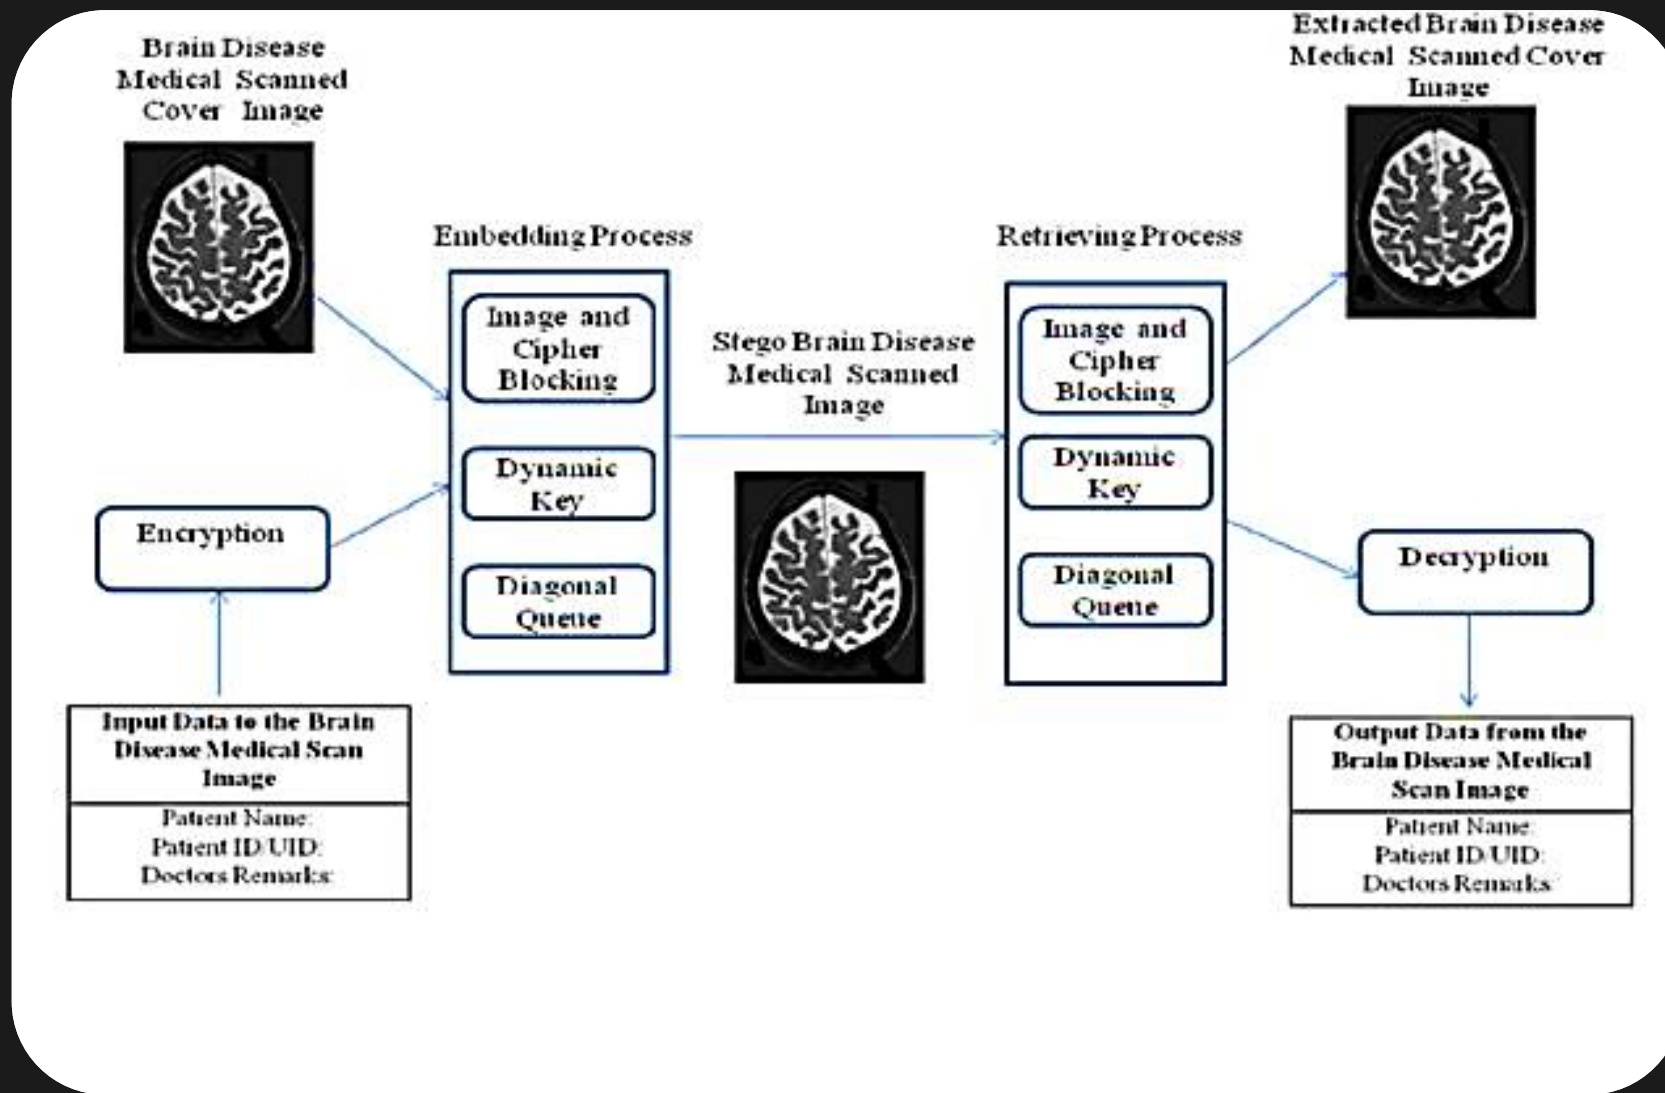 Brain Disease
Medical Scanned
Cover Image
Embedding Process
Image and
Cipher
Blocking
Dynamic
Key
Diagonal
Queue
Encryption
Input Data to the Brain
Disease Medical Scan
Image
Patient Name:
Patient ID/UID:
Doctors Remarks:
Stego Brain Disease
Medical Scanned
Image
Retrieving Process
Image and
Cipher
Blocking
Dynamic
Key
Diagonal
Queue
Extracted Brain Disease
Medical Scanned Cover
Image
Decryption
Output Data from the
Brain Disease Medical
Scan Image
Patient Name:
Patient ID/UID:
Doctors Remarks